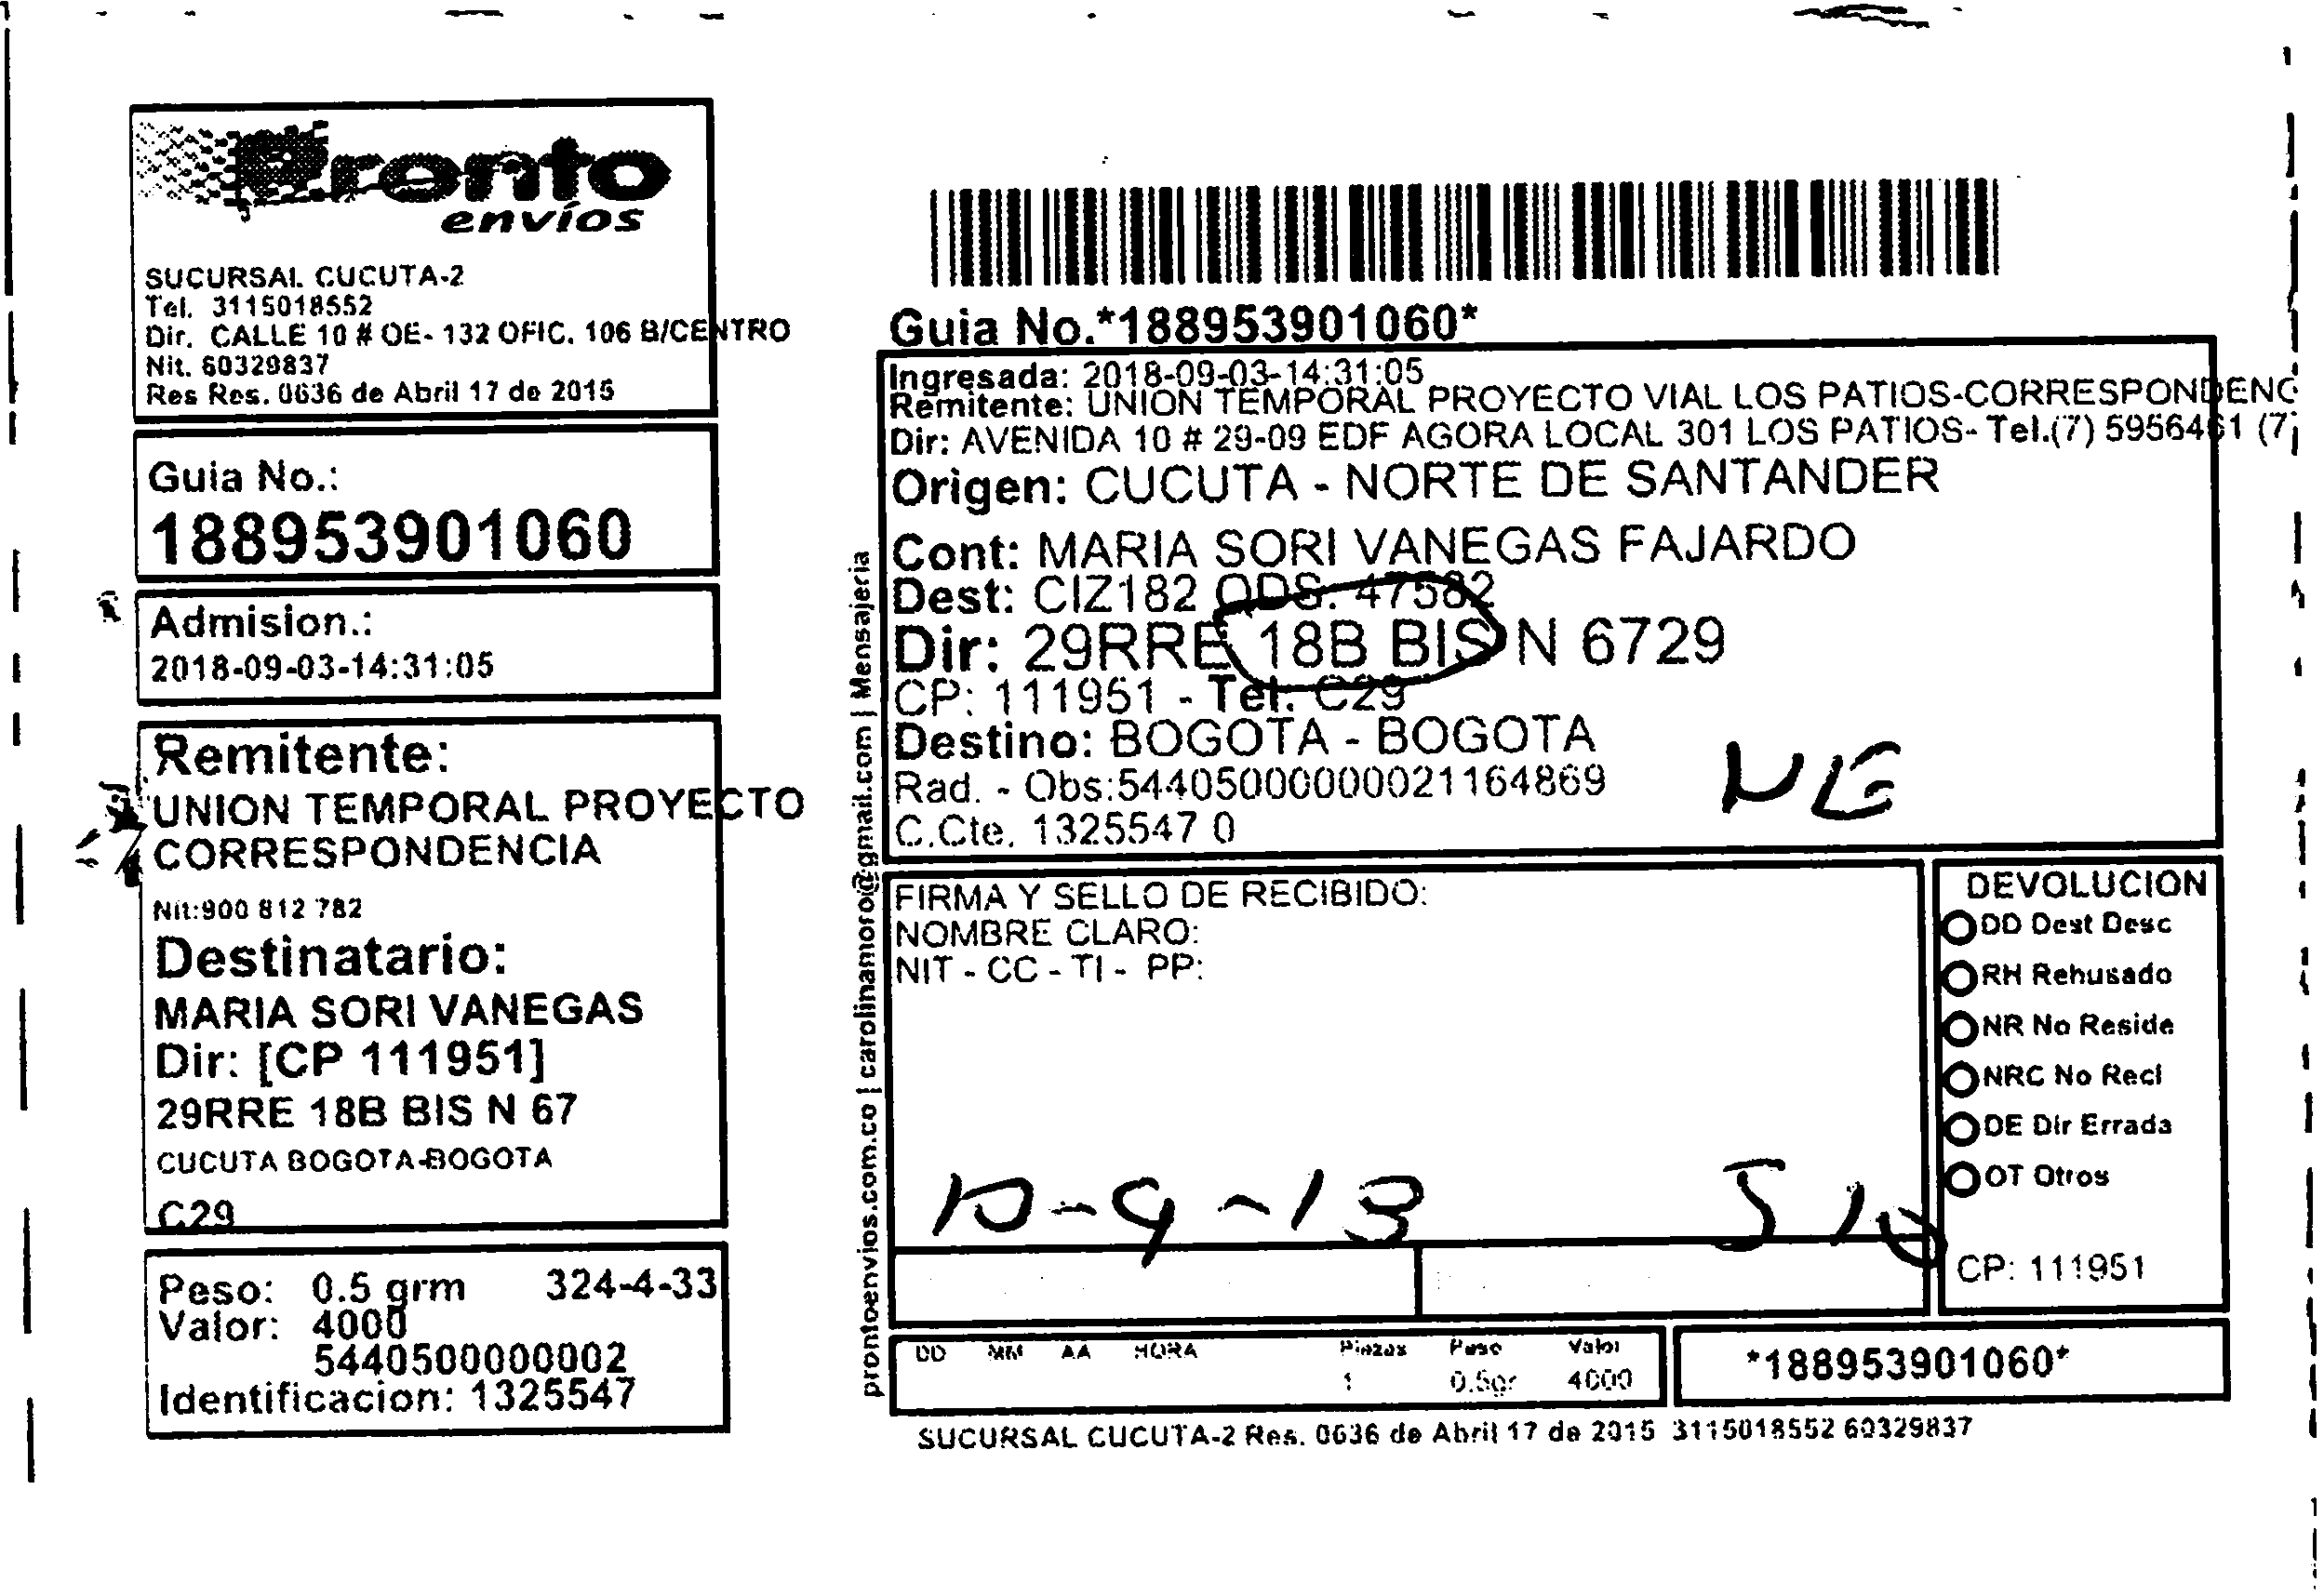 Pronto
envíos
SUCURSAL CUCUTA-2
Tel. 3115018552
Dir. CALLE 10 # OE- 132 OFIC. 106 B/CENTRO
Nit. 60329837
Res Res. 0636 de Abril 17 de 2015
Guia No.:
188953901060
Admision.:
2018-09-03-14:31:05
Remitente:
UNION TEMPORAL PROYECTO
CORRESPONDENCIA
Nit:900 812 782
Destinatario:
MARIA SORI VANEGAS
Dir: [CP 111951]
29RRE 18B BIS N 67
CUCUTA BOGOTA-BOGOTA
C29
Peso: 0.5 grm 324-4-33
Valor: 4000
5440500000002
Identificacion: 1325547
prontoenvios.com.co | carolinamoro@gmail.com | Mensajeria
Guia No.*188953901060*
Ingresada: 2018-09-03-14:31:05
Remitente: UNION TEMPORAL PROYECTO VIAL LOS PATIOS-CORRESPONDENC
Dir: AVENIDA 10 # 29-09 EDF AGORA LOCAL 301 LOS PATIOS- Tel.(7) 5956461 (7)
Origen: CUCUTA - NORTE DE SANTANDER
Cont: MARIA SORI VANEGAS FAJARDO
Dest: CIZ182 ODS. 47582
Dir: 29RRE 18B BIS N 6729
CP: 111951 - Tel. C29
Destino: BOGOTA - BOGOTA
Rad. - Obs:544050000000021164869
C.Cte. 1325547 0
FIRMA Y SELLO DE RECIBIDO:
NOMBRE CLARO:
NIT - CC - TI - PP:
DEVOLUCION
DD Dest Desc
RH Rehusado
NR No Reside
NRC No Recl
DE Dir Errada
OT Otros
CP: 111951
DD MM AA HORA Piezas Peso Valor
1 0.5gr 4000
*188953901060*
SUCURSAL CUCUTA-2 Res. 0636 de Abril 17 de 2015 3115018552 60329837